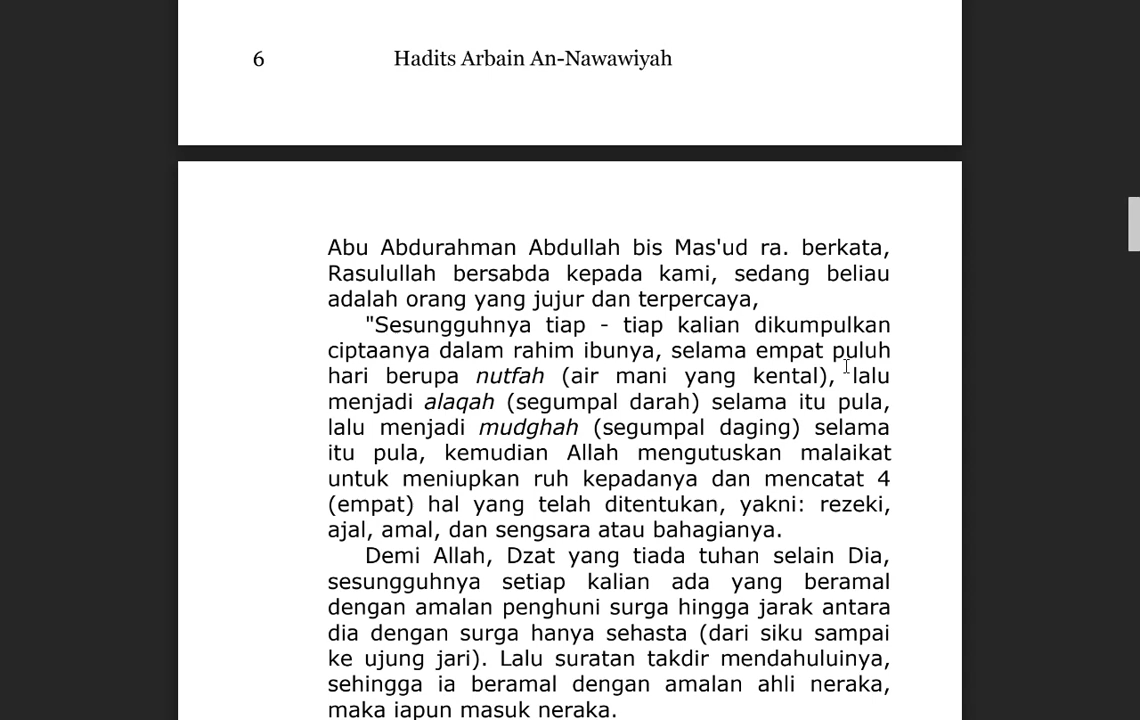 6 Hadits Arbain An-Nawawiyah
Abu Abdurahman Abdullah bis Mas'ud ra. berkata,
Rasulullah bersabda kepada kami, sedang beliau
adalah orang yang jujur dan terpercaya,
"Sesungguhnya tiap - tiap kalian dikumpulkan
ciptaanya dalam rahim ibunya, selama empat puluh
hari berupa nutfah (air mani yang kental), lalu
menjadi alaqah (segumpal darah) selama itu pula,
lalu menjadi mudghah (segumpal daging) selama
itu pula, kemudian Allah mengutuskan malaikat
untuk meniupkan ruh kepadanya dan mencatat 4
(empat) hal yang telah ditentukan, yakni: rezeki,
ajal, amal, dan sengsara atau bahagianya.
Demi Allah, Dzat yang tiada tuhan selain Dia,
sesungguhnya setiap kalian ada yang beramal
dengan amalan penghuni surga hingga jarak antara
dia dengan surga hanya sehasta (dari siku sampai
ke ujung jari). Lalu suratan takdir mendahuluinya,
sehingga ia beramal dengan amalan ahli neraka,
maka iapun masuk neraka.